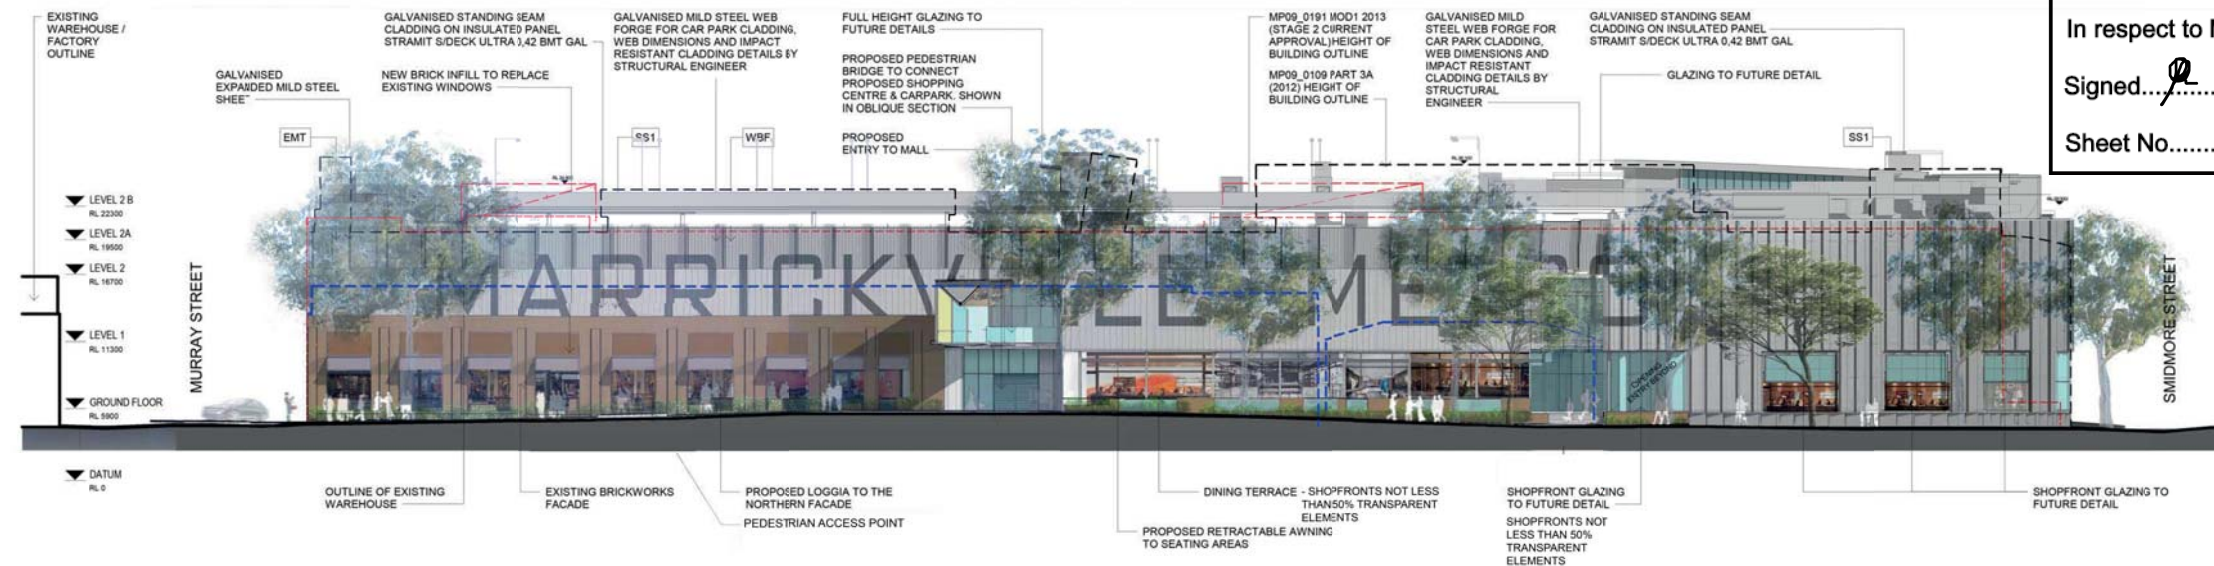 EXISTING
WAREHOUSE /
FACTORY
OUTLINE
GALVANISED
EXPANDED MILD STEEL
SHEET
GALVANISED STANDING SEAM
CLADDING ON INSULATED PANEL
STRAMIT S/DECK ULTRA 0,42 BMT GAL
NEW BRICK INFILL TO REPLACE
EXISTING WINDOWS
GALVANISED MILD STEEL WEB
FORGE FOR CAR PARK CLADDING,
WEB DIMENSIONS AND IMPACT
RESISTANT CLADDING DETAILS BY
STRUCTURAL ENGINEER
FULL HEIGHT GLAZING TO
FUTURE DETAILS
PROPOSED PEDESTRIAN
BRIDGE TO CONNECT
PROPOSED SHOPPING
CENTRE & CARPARK. SHOWN
IN OBLIQUE SECTION
PROPOSED
ENTRY TO MALL
MP09_0191 MOD1 2013
(STAGE 2 CURRENT
APPROVAL)HEIGHT OF
BUILDING OUTLINE
MP09_0109 PART 3A
(2012) HEIGHT OF
BUILDING OUTLINE
GALVANISED MILD
STEEL WEB FORGE FOR
CAR PARK CLADDING,
WEB DIMENSIONS AND
IMPACT RESISTANT
CLADDING DETAILS BY
STRUCTURAL
ENGINEER
GALVANISED STANDING SEAM
CLADDING ON INSULATED PANEL
STRAMIT S/DECK ULTRA 0,42 BMT GAL
GLAZING TO FUTURE DETAIL
In respect to
Signed..........
Sheet No.......
EMT
SS1
WBF
SS1
LEVEL 2 B
RL 22300
LEVEL 2A
RL 19500
LEVEL 2
RL 16700
LEVEL 1
RL 11300
GROUND FLOOR
RL 5900
DATUM
RL 0
MURRAY STREET
MARRICKVILLE METRO
OPENING
ENTRY BEYOND
SMIDMORE STREET
OUTLINE OF EXISTING
WAREHOUSE
EXISTING BRICKWORKS
FACADE
PROPOSED LOGGIA TO THE
NORTHERN FACADE
PEDESTRIAN ACCESS POINT
DINING TERRACE - SHOPFRONTS NOT LESS
THAN50% TRANSPARENT
ELEMENTS
PROPOSED RETRACTABLE AWNING
TO SEATING AREAS
SHOPFRONT GLAZING
TO FUTURE DETAIL
SHOPFRONTS NOT
LESS THAN 50%
TRANSPARENT
ELEMENTS
SHOPFRONT GLAZING TO
FUTURE DETAIL